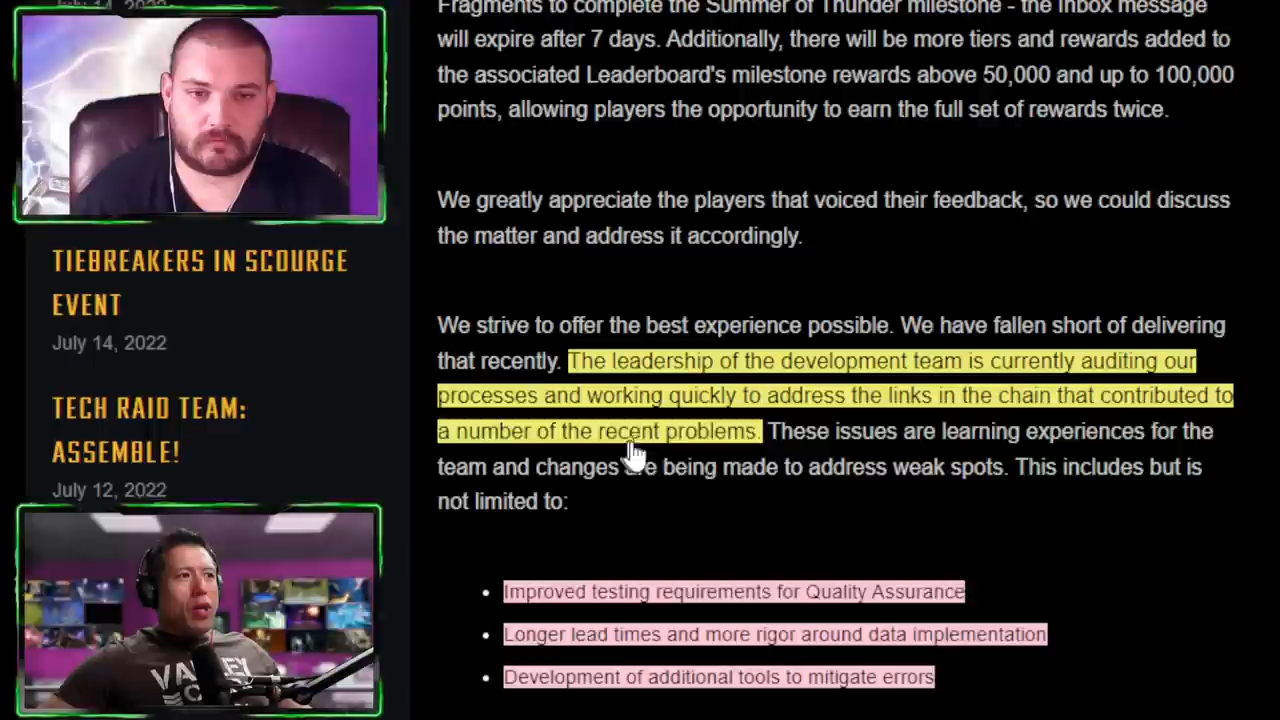 July 14, 2022
TIEBREAKERS IN SCOURGE
EVENT
July 14, 2022
TECH RAID TEAM:
ASSEMBLE!
July 12, 2022
Fragments to complete the Summer of Thunder milestone - the Inbox message
will expire after 7 days. Additionally, there will be more tiers and rewards added to
the associated Leaderboard's milestone rewards above 50,000 and up to 100,000
points, allowing players the opportunity to earn the full set of rewards twice.
We greatly appreciate the players that voiced their feedback, so we could discuss
the matter and address it accordingly.
We strive to offer the best experience possible. We have fallen short of delivering
that recently. The leadership of the development team is currently auditing our
processes and working quickly to address the links in the chain that contributed to
a number of the recent problems. These issues are learning experiences for the
team and changes are being made to address weak spots. This includes but is
not limited to:
• Improved testing requirements for Quality Assurance
• Longer lead times and more rigor around data implementation
• Development of additional tools to mitigate errors